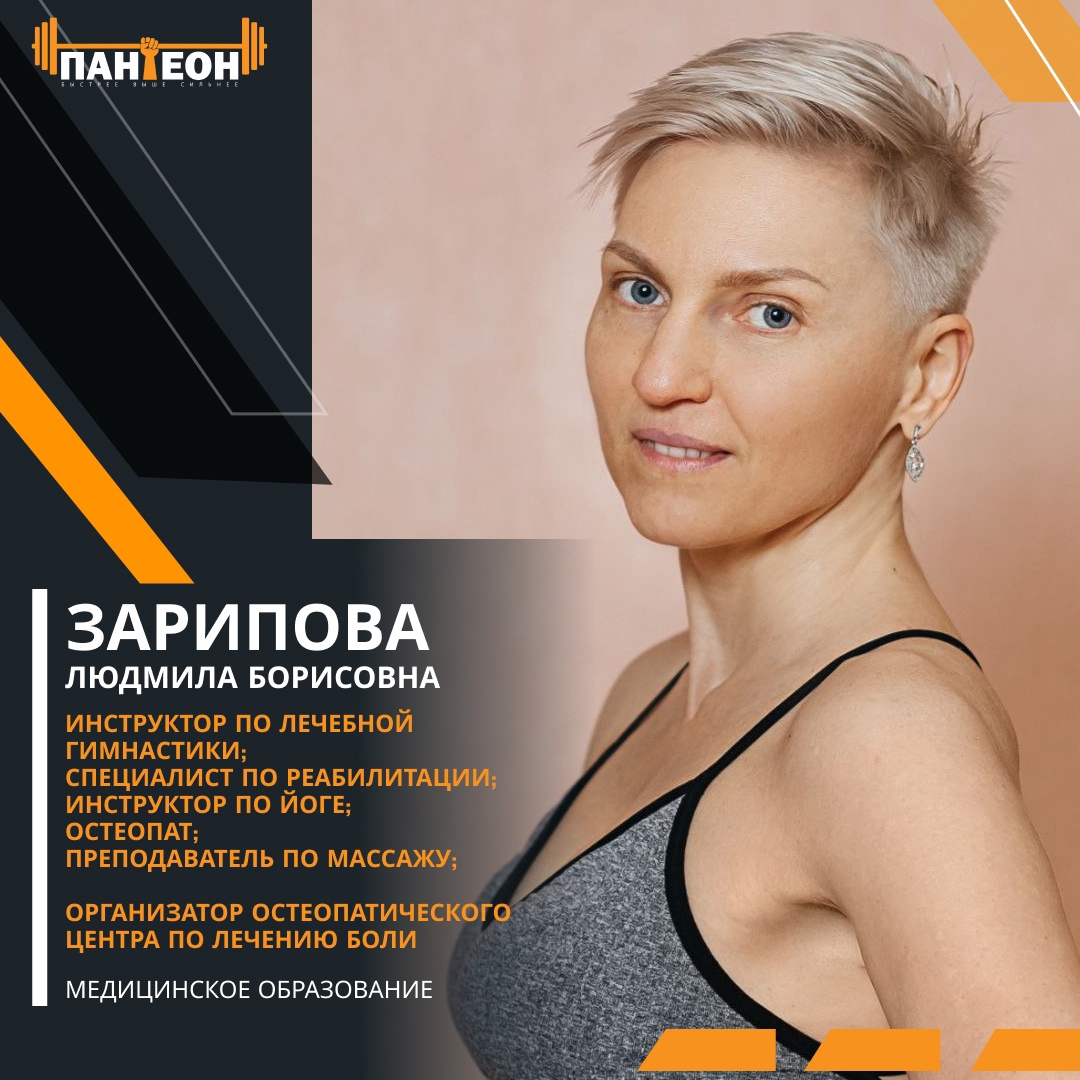 ПАНТЕОН
БЫСТРЕЕ ВЫШЕ СИЛЬНЕЕ
ЗАРИПОВА
ЛЮДМИЛА БОРИСОВНА
ИНСТРУКТОР ПО ЛЕЧЕБНОЙ
ГИМНАСТИКИ;
СПЕЦИАЛИСТ ПО РЕАБИЛИТАЦИИ;
ИНСТРУКТОР ПО ЙОГЕ;
ОСТЕОПАТ;
ПРЕПОДАВАТЕЛЬ ПО МАССАЖУ;
ОРГАНИЗАТОР ОСТЕОПАТИЧЕСКОГО
ЦЕНТРА ПО ЛЕЧЕНИЮ БОЛИ
МЕДИЦИНСКОЕ ОБРАЗОВАНИЕ